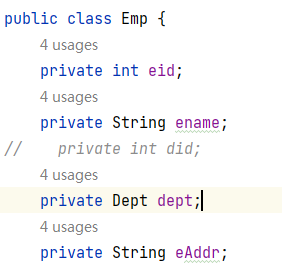 public class Emp {
4 usages
private int eid;
4 usages
private String ename;
//    private int did;
4 usages
private Dept dept;
4 usages
private String eAddr;